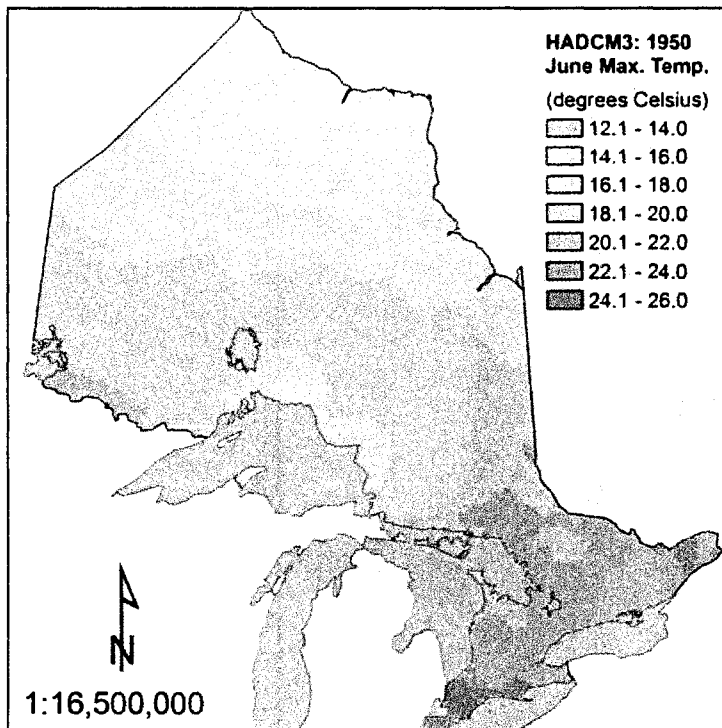 HADCM3: 1950
June Max. Temp.
(degrees Celsius)
12.1 - 14.0
14.1 - 16.0
16.1 - 18.0
18.1 - 20.0
20.1 - 22.0
22.1 - 24.0
24.1 - 26.0
N
1:16,500,000